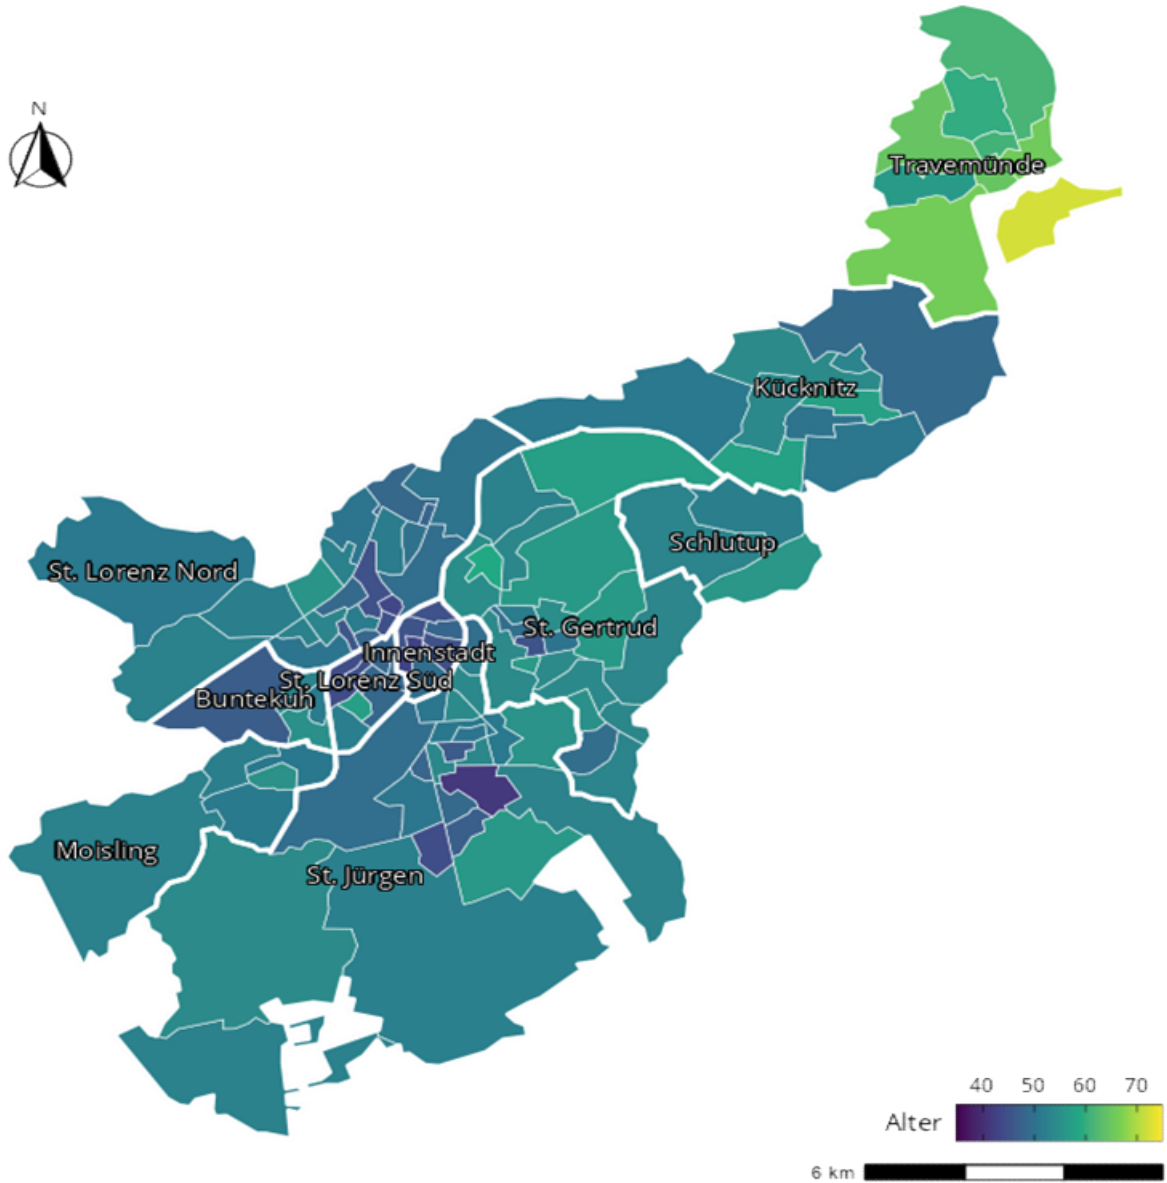 N
Travemünde
Kücknitz
Schlutup
St. Lorenz Nord
St. Gertrud
Innenstadt
St. Lorenz Süd
Buntekuh
Moisling
St. Jürgen
40 50 60 70
Alter
6 km